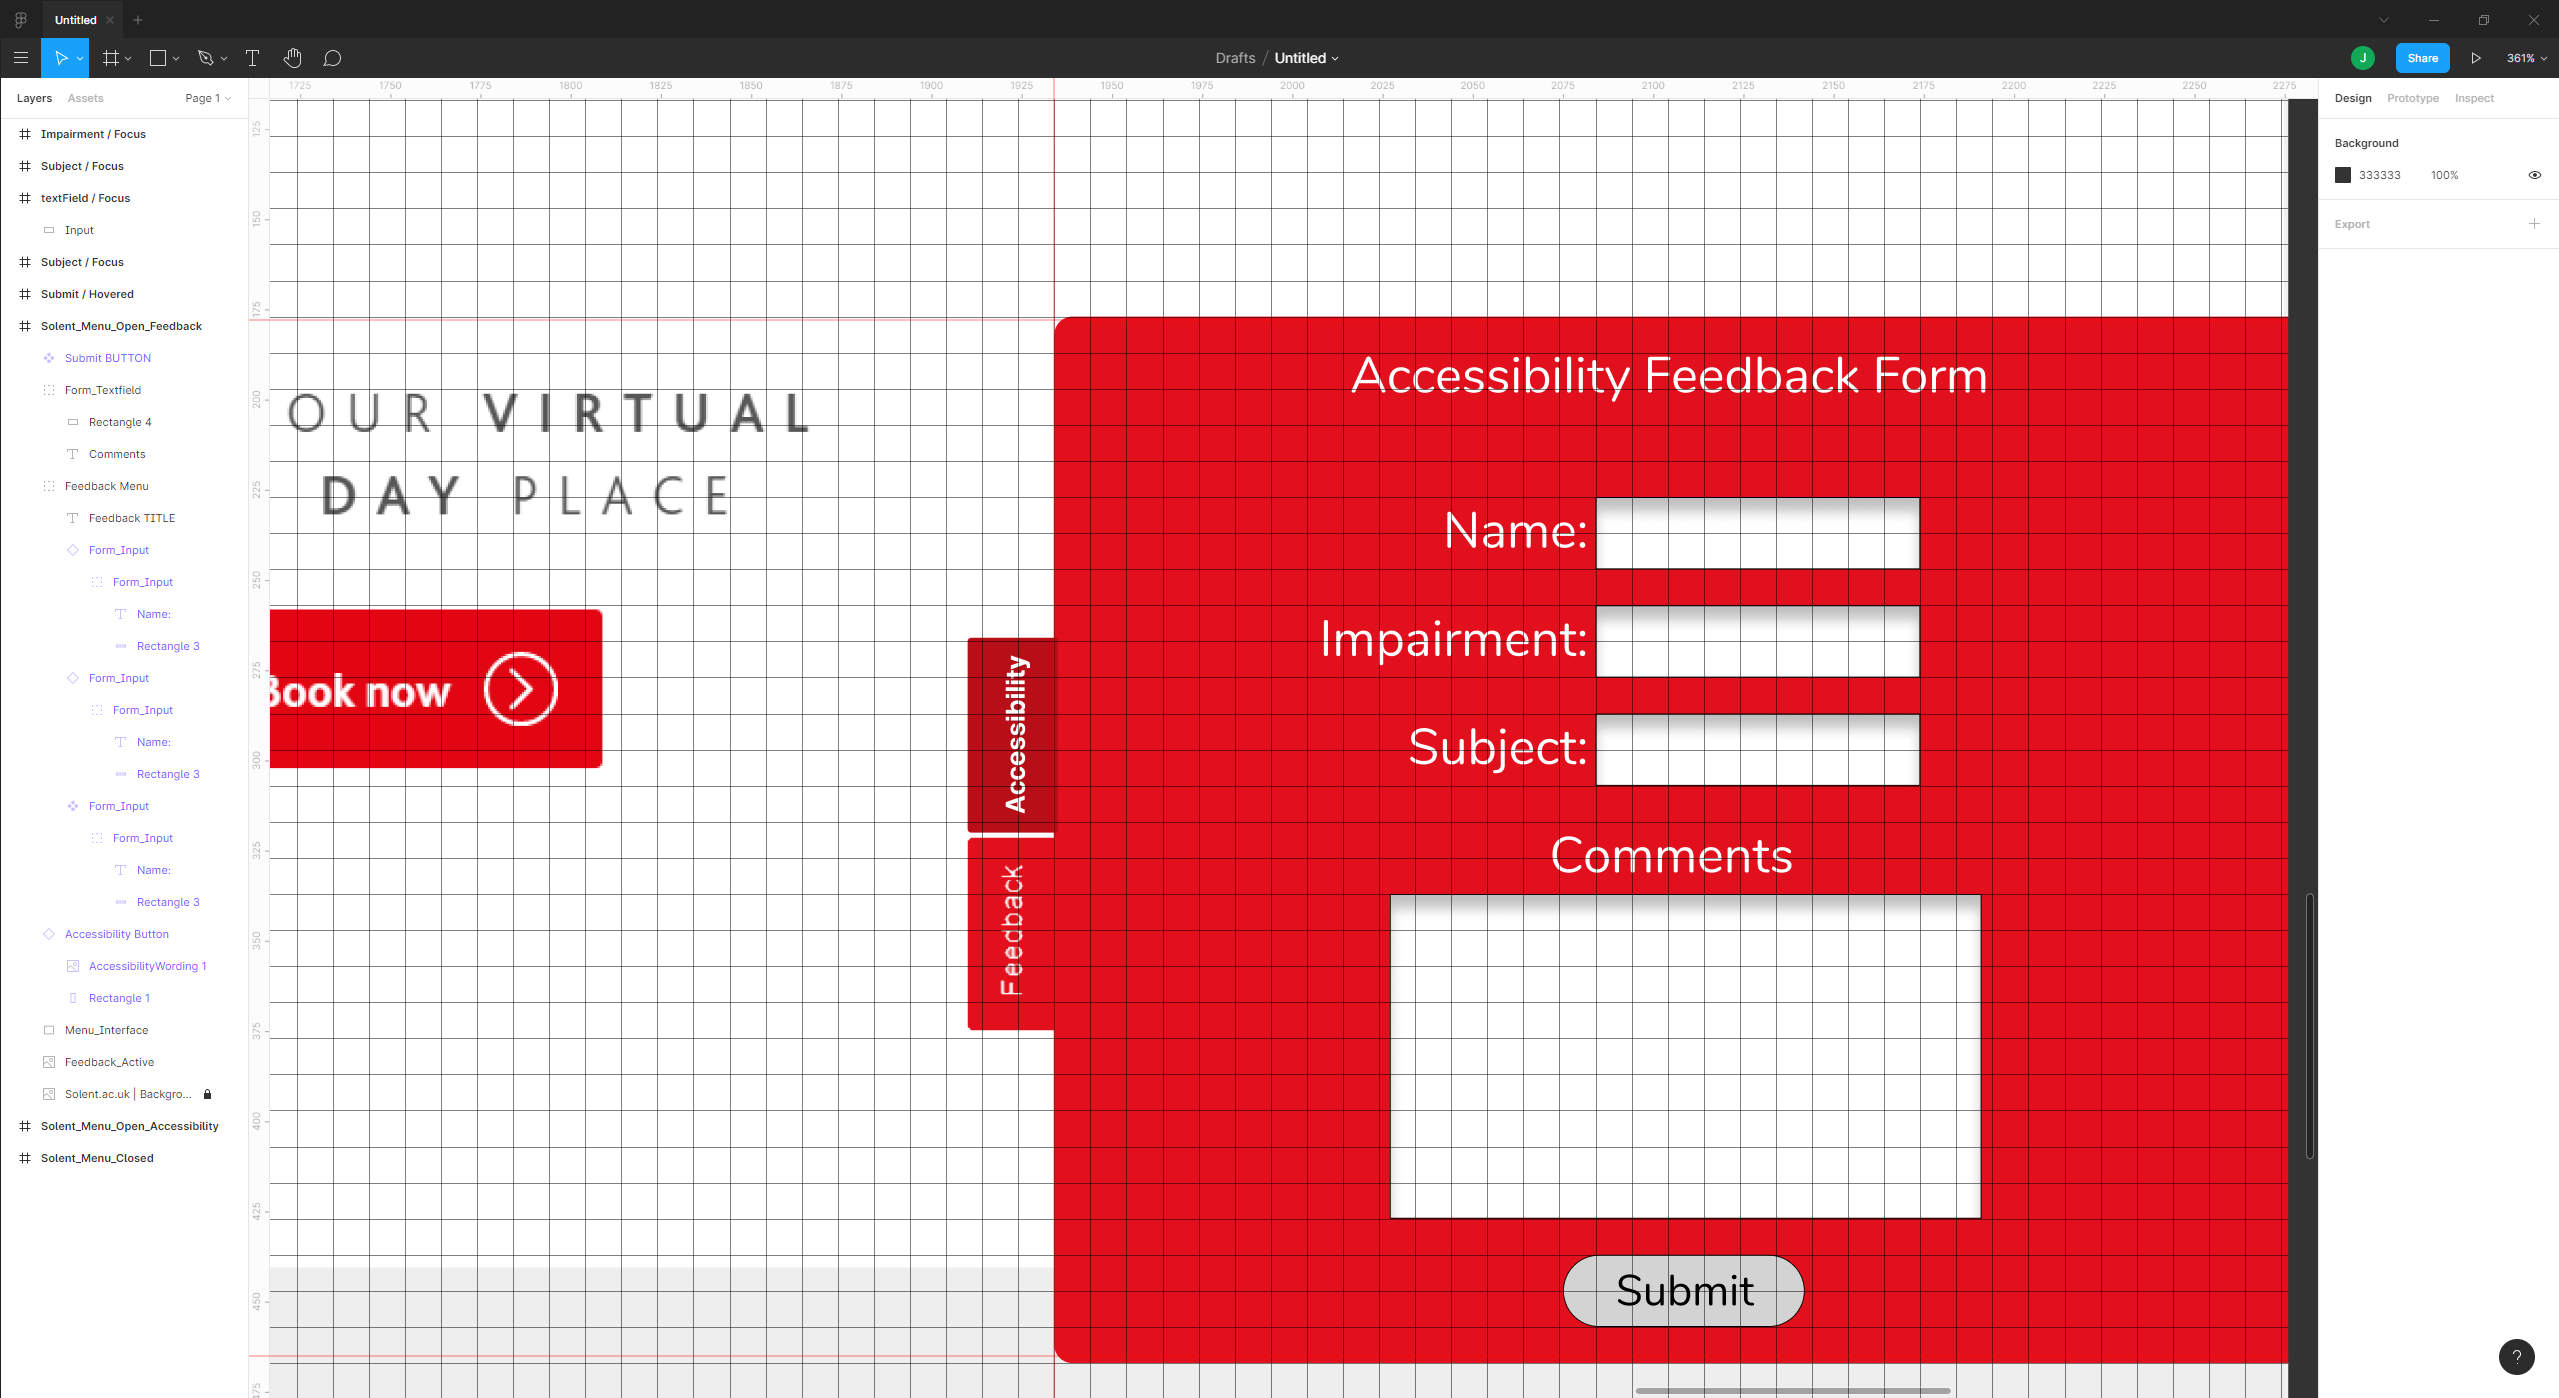 Untitled
Drafts / Untitled
J
Share
361%
Layers
Assets
Page 1
Impairment / Focus
Subject / Focus
textField / Focus
Input
Subject / Focus
Submit / Hovered
Solent_Menu_Open_Feedback
Submit BUTTON
Form_Textfield
Rectangle 4
Comments
Feedback Menu
Feedback TITLE
Form_Input
Form_Input
Name:
Rectangle 3
Form_Input
Form_Input
Name:
Rectangle 3
Form_Input
Form_Input
Name:
Rectangle 3
Accessibility Button
AccessibilityWording 1
Rectangle 1
Menu_Interface
Feedback_Active
Solent.ac.uk | Backgro...
Solent_Menu_Open_Accessibility
Solent_Menu_Closed
1725 1750 1775 1800 1825 1850 1875 1900 1925 1950 1975 2000 2025 2050 2075 2100 2125 2150 2175 2200 2225 2250 2275
125
150
175
200
225
250
275
300
325
350
375
400
425
450
475
OUR VIRTUAL
DAY PLACE
Book now
Accessibility
Feedback
Accessibility Feedback Form
Name:
Impairment:
Subject:
Comments
Submit
Design
Prototype
Inspect
Background
333333
100%
Export
?